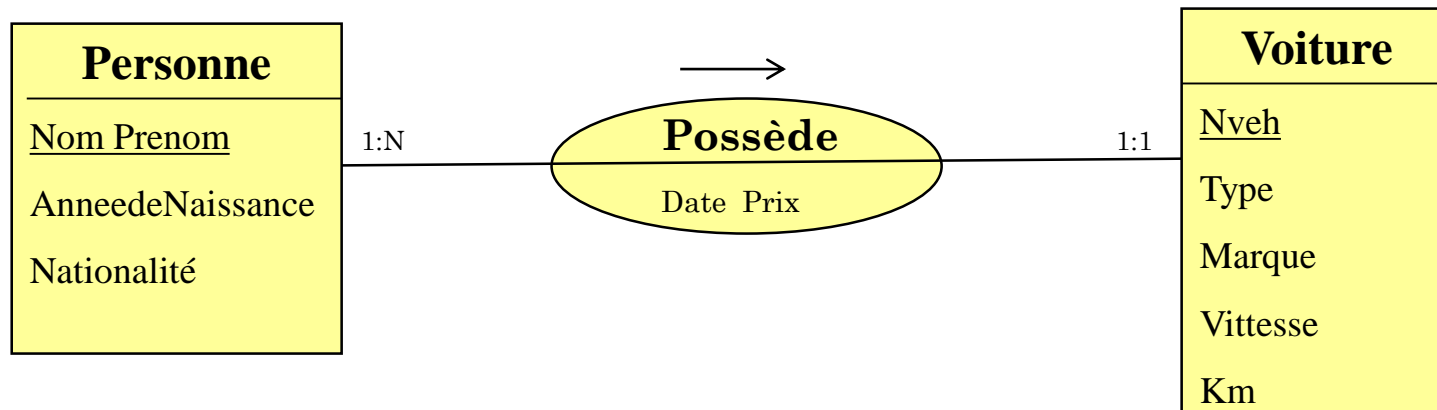 Personne
Nom Prenom
AnneedeNaissance
Nationalité
1:N
Possède
Date Prix
1:1
Voiture
Nveh
Type
Marque
Vittesse
Km